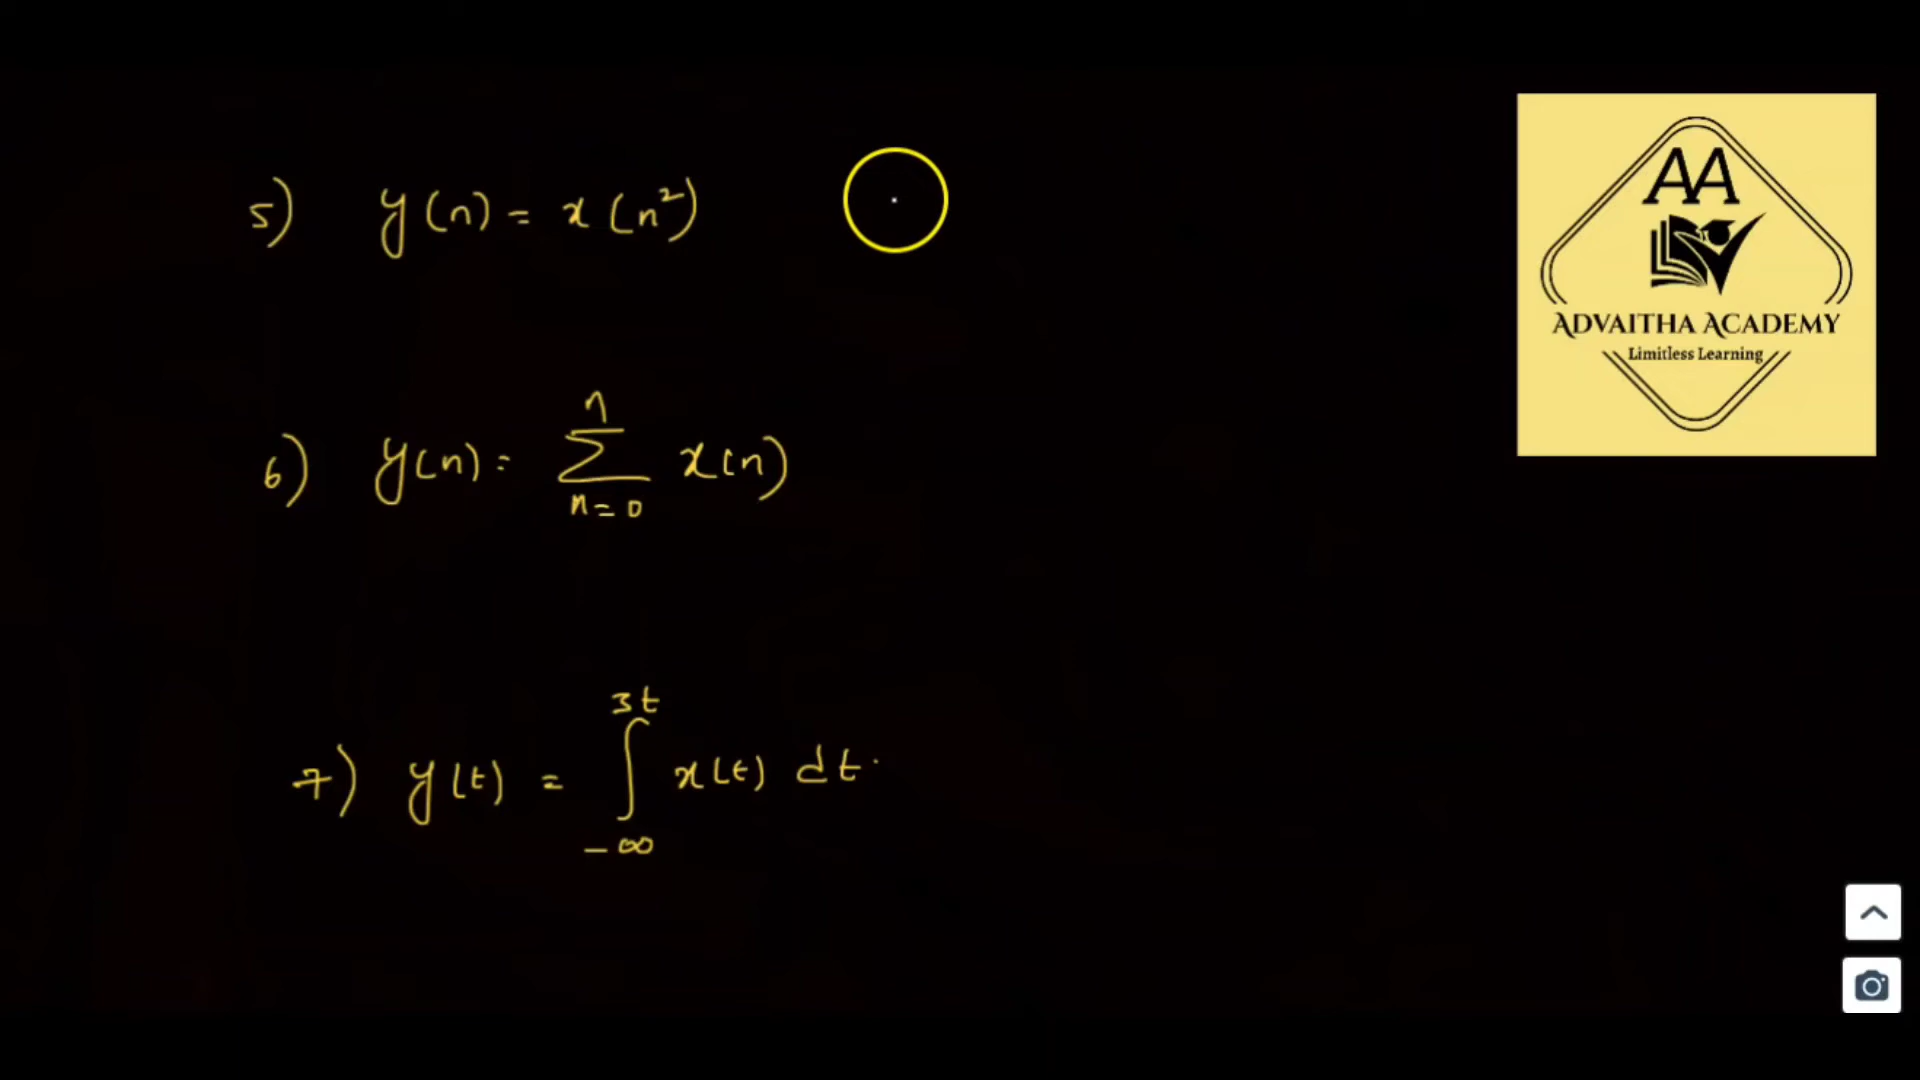 5) y(n) = x(n²)
AA
ADVAITHA ACADEMY
Limitless Learning
6) y(n) = n∑n=0 x(n)
7) y(t) = ∫_{-∞}^{3t} x(t) dt.